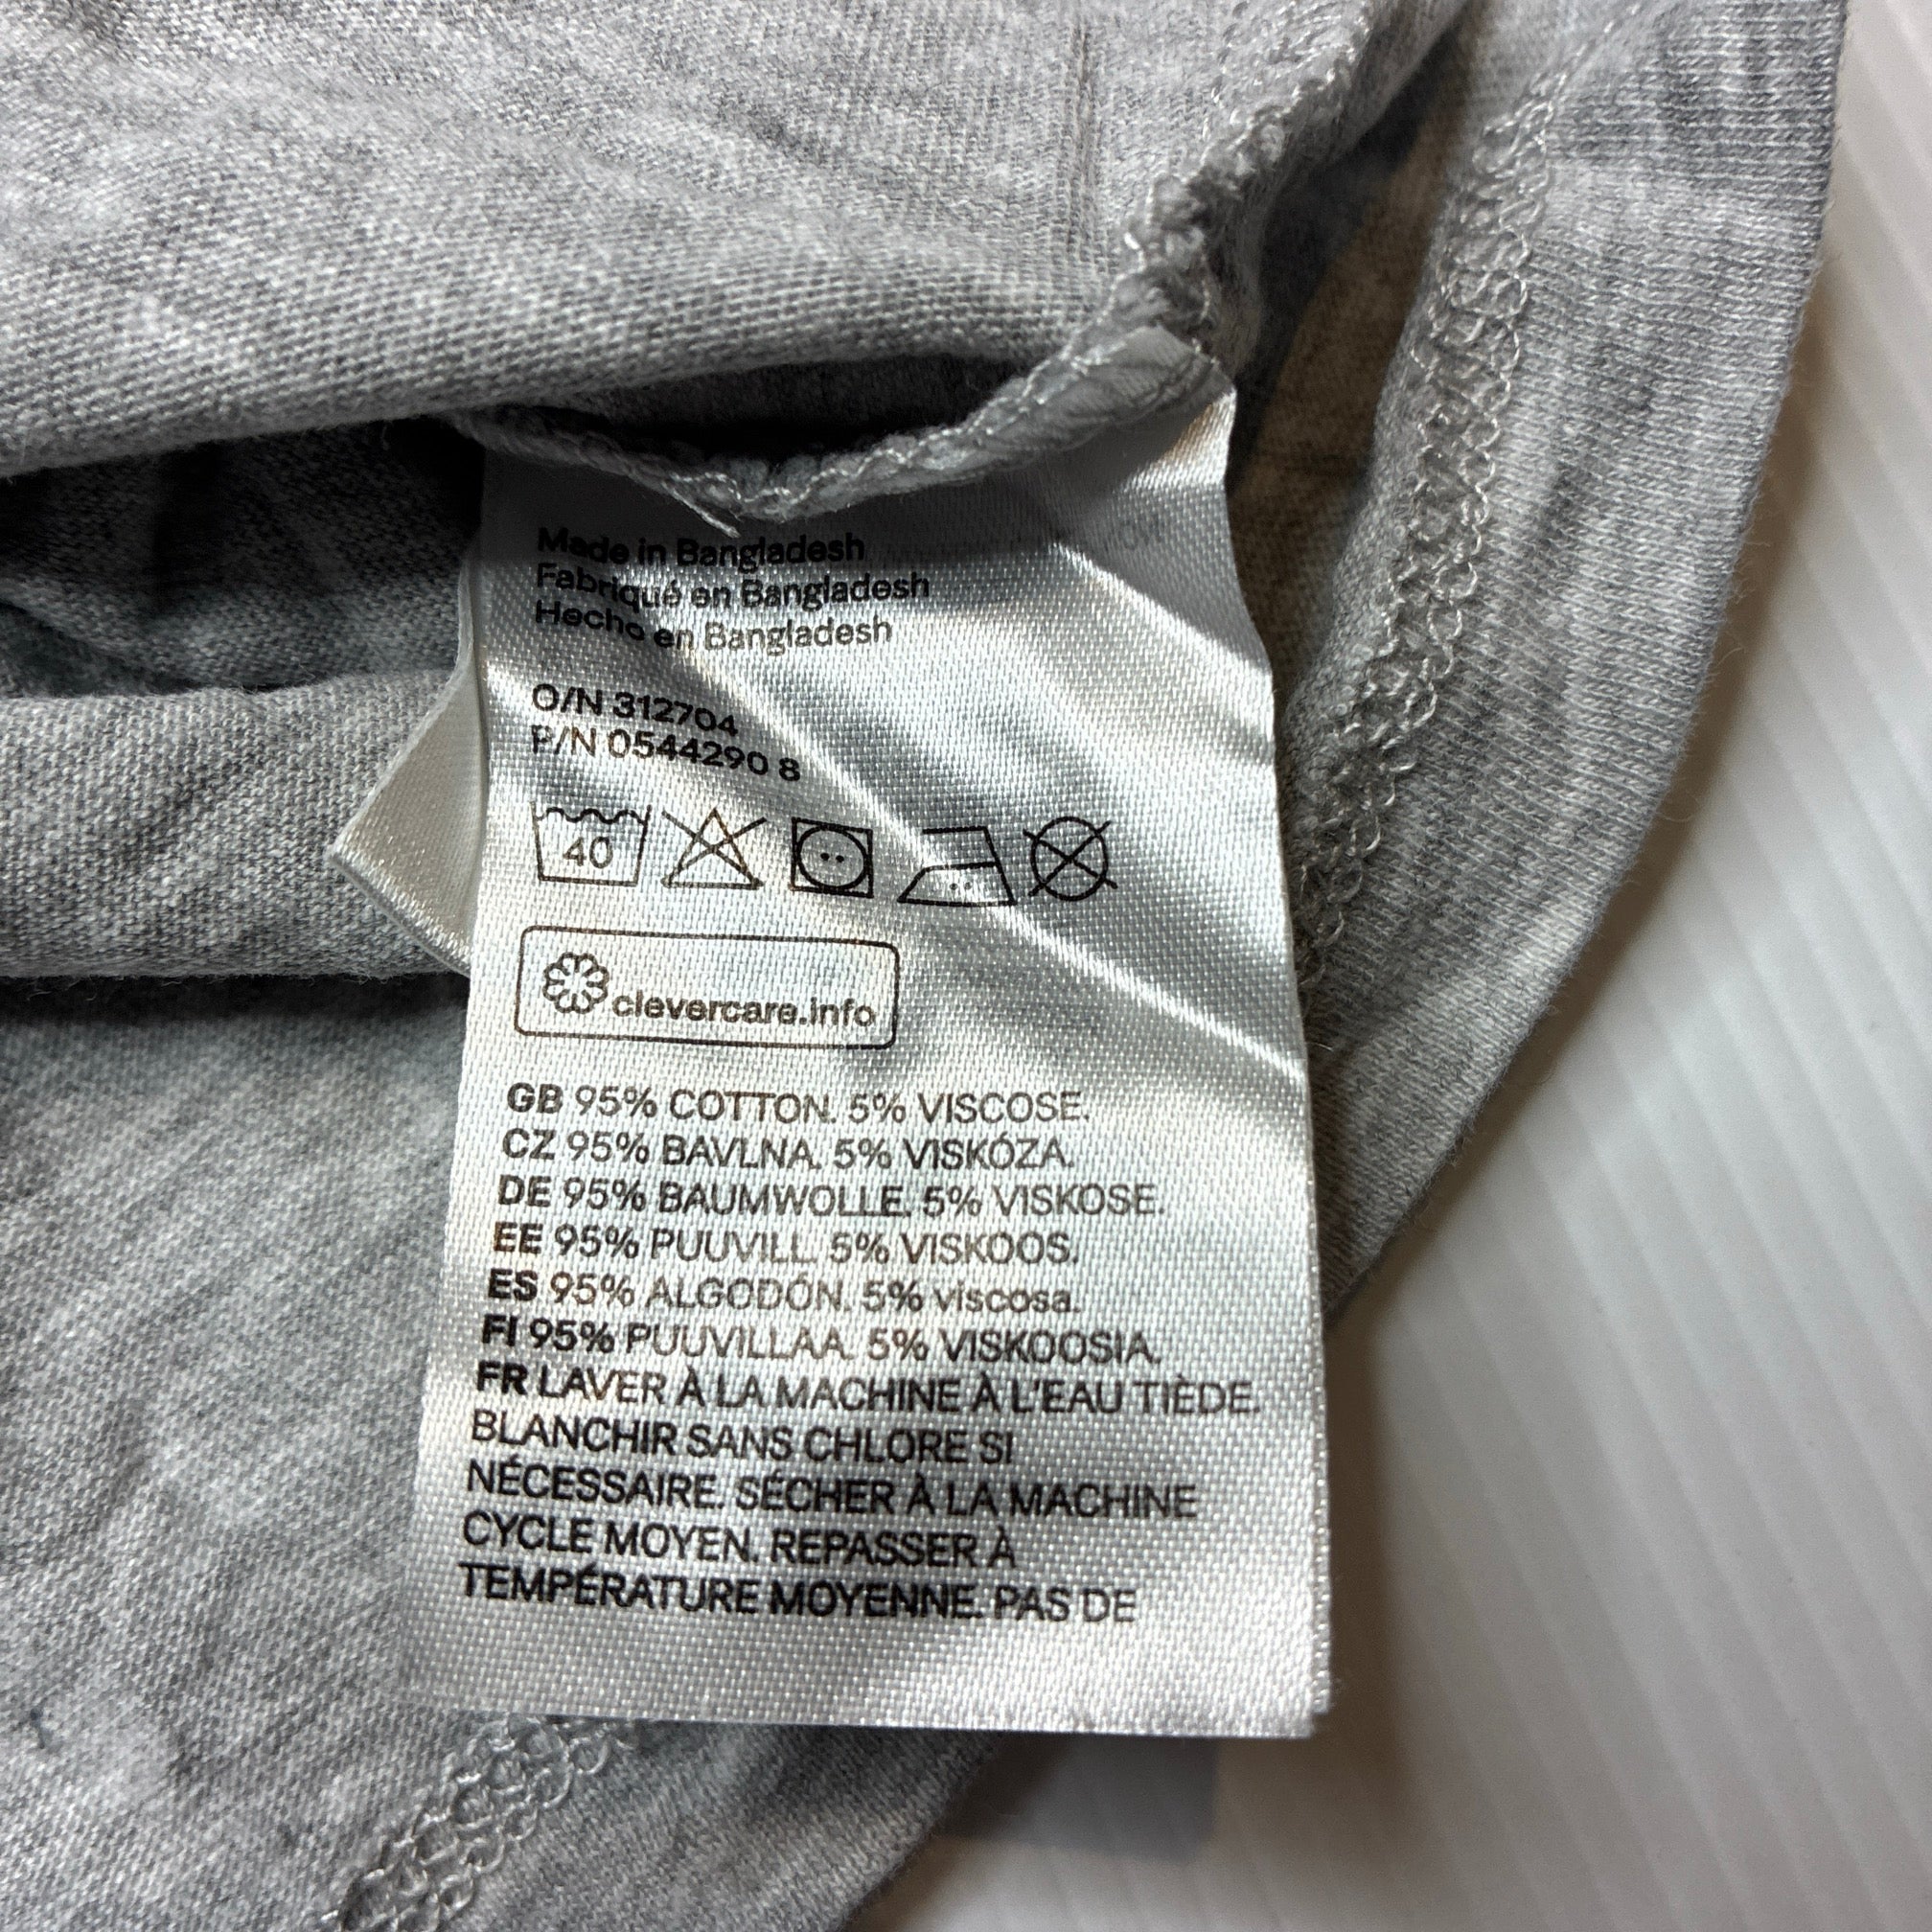 Made in Bangladesh
Fabriqué en Bangladesh
Hecho en Bangladesh
O/N 312704
P/N 0544290 8
40
clevercare.info
GB 95% COTTON. 5% VISCOSE.
CZ 95% BAVLNA. 5% VISKÓZA.
DE 95% BAUMWOLLE. 5% VISKOSE.
EE 95% PUUVILL. 5% VISKOOS.
ES 95% ALGODÓN. 5% viscosa.
FI 95% PUUVILLAA. 5% VISKOOSIA.
FR LAVER À LA MACHINE À L'EAU TIÈDE.
BLANCHIR SANS CHLORE SI
NÉCESSAIRE. SÉCHER À LA MACHINE
CYCLE MOYEN. REPASSER À
TEMPÉRATURE MOYENNE. PAS DE